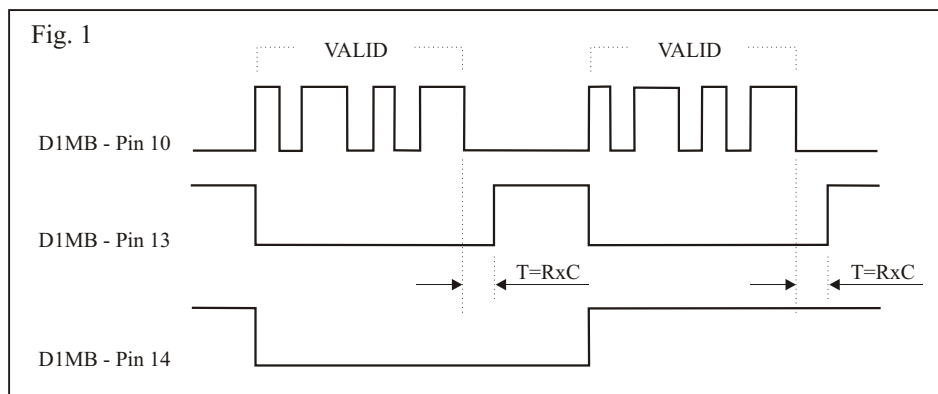 Fig. 1
VALID VALID
D1MB - Pin 10
D1MB - Pin 13
T=RxC T=RxC
D1MB - Pin 14